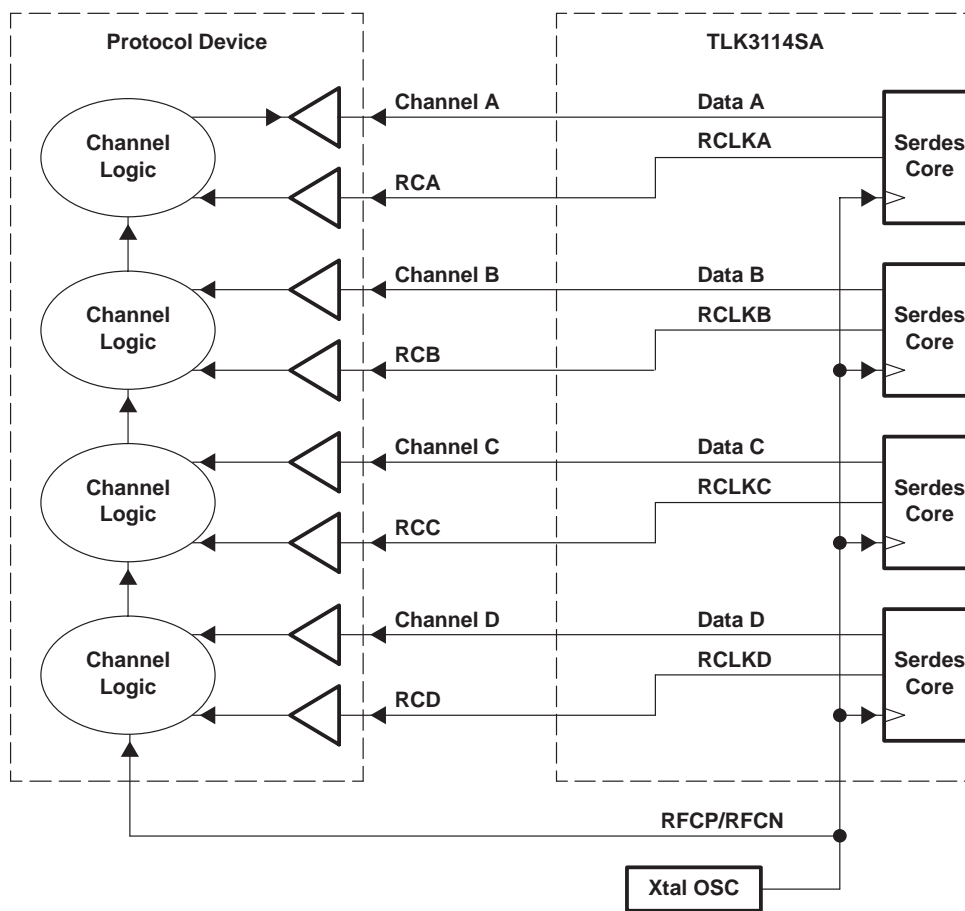 Protocol Device
TLK3114SA
Channel A
Data A
RCLKA
Channel
Logic
Serdes
Core
RCA
Channel B
Data B
RCLKB
Channel
Logic
Serdes
Core
RCB
Channel C
Data C
RCLKC
Channel
Logic
Serdes
Core
RCC
Channel D
Data D
RCLKD
Channel
Logic
Serdes
Core
RCD
RFCP/RFCN
Xtal OSC